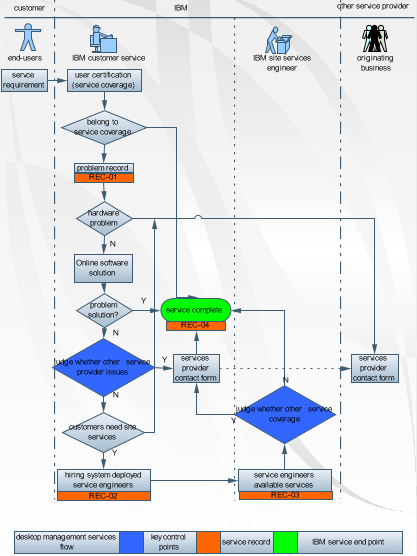 customer
IBM
other service provider
end-users
IBM customer service
IBM site services
engineer
originating
business
service
requirement
user certification
(service coverage)
belong to
service coverage
problem record
REC-01
hardware
problem
N
Online software
solution
problem
solution?
Y
service complete
REC-04
N
judge whether other service
provider issues
Y
services
provider
contact form
services
provider
contact form
N
N
judge whether other service
coverage
Y
customers need site
services
Y
hiring system deployed
service engineers
REC-02
service engineers
available services
REC-03
desktop management services
flow
key control
points
service record
IBM service end point